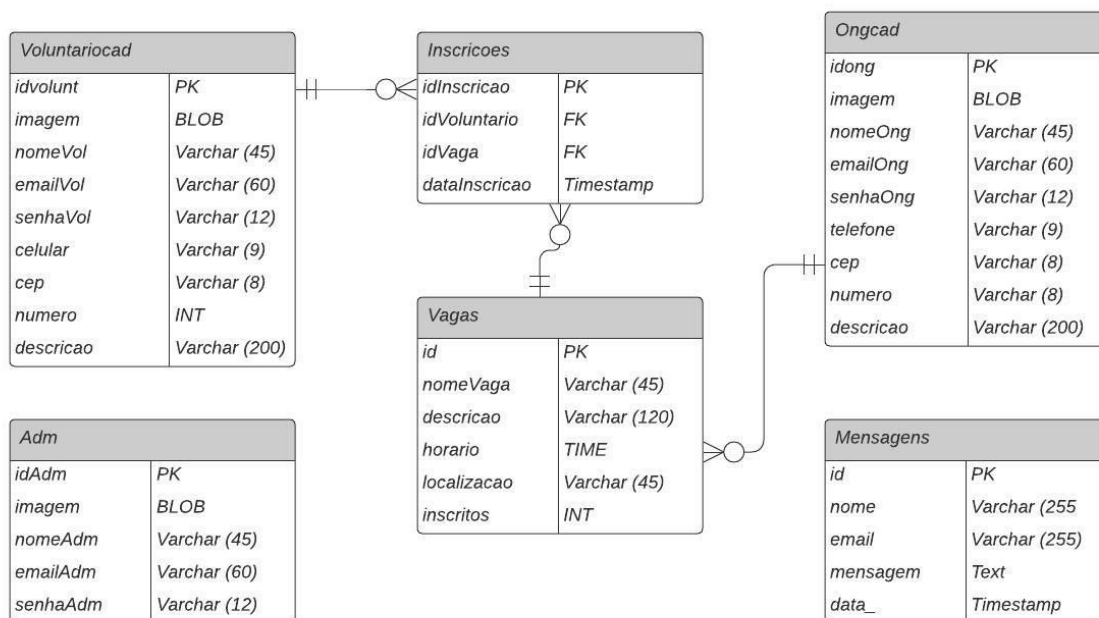 Voluntariocad
idvolunt PK
imagem BLOB
nomeVol Varchar (45)
emailVol Varchar (60)
senhaVol Varchar (12)
celular Varchar (9)
cep Varchar (8)
numero INT
descricao Varchar (200)
Inscricoes
idInscricao PK
idVoluntario FK
idVaga FK
dataInscricao Timestamp
Ongcad
idong PK
imagem BLOB
nomeOng Varchar (45)
emailOng Varchar (60)
senhaOng Varchar (12)
telefone Varchar (9)
cep Varchar (8)
numero Varchar (8)
descricao Varchar (200)
Vagas
id PK
nomeVaga Varchar (45)
descricao Varchar (120)
horario TIME
localizacao Varchar (45)
inscritos INT
Adm
idAdm PK
imagem BLOB
nomeAdm Varchar (45)
emailAdm Varchar (60)
senhaAdm Varchar (12)
Mensagens
id PK
nome Varchar (255
email Varchar (255)
mensagem Text
data_ Timestamp